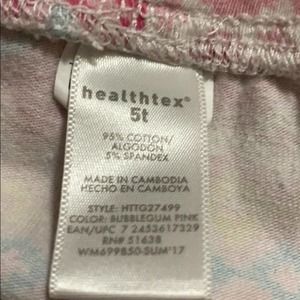 healthtex®
5t
95% COTTON/
ALGODON
5% SPANDEX
MADE IN CAMBODIA
HECHO EN CAMBOYA
STYLE: HTTG27499
COLOR: BUBBLEGUM PINK
EAN/UPC 7 2453617329
RN# 51638
WM699850-SUM'17